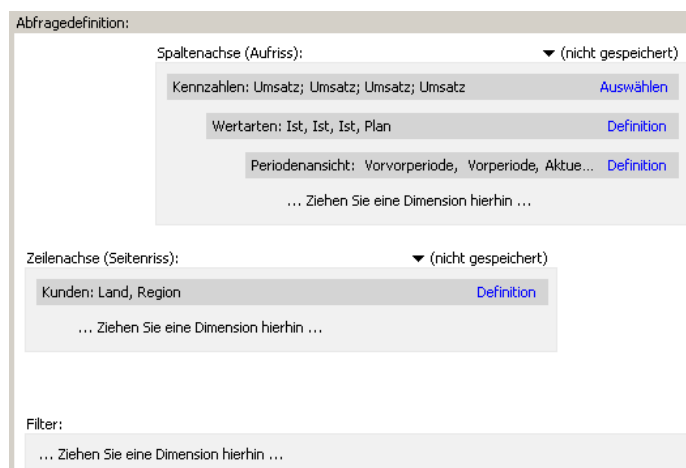 Abfragedefinition:
Spaltenachse (Aufriss): (nicht gespeichert)
Kennzahlen: Umsatz; Umsatz; Umsatz; Umsatz Auswählen
Wertarten: Ist, Ist, Ist, Plan Definition
Periodenansicht: Vorvorperiode, Vorperiode, Aktue... Definition
... Ziehen Sie eine Dimension hierhin ...
Zeilenachse (Seitenriss): (nicht gespeichert)
Kunden: Land, Region Definition
... Ziehen Sie eine Dimension hierhin ...
Filter:
... Ziehen Sie eine Dimension hierhin ...